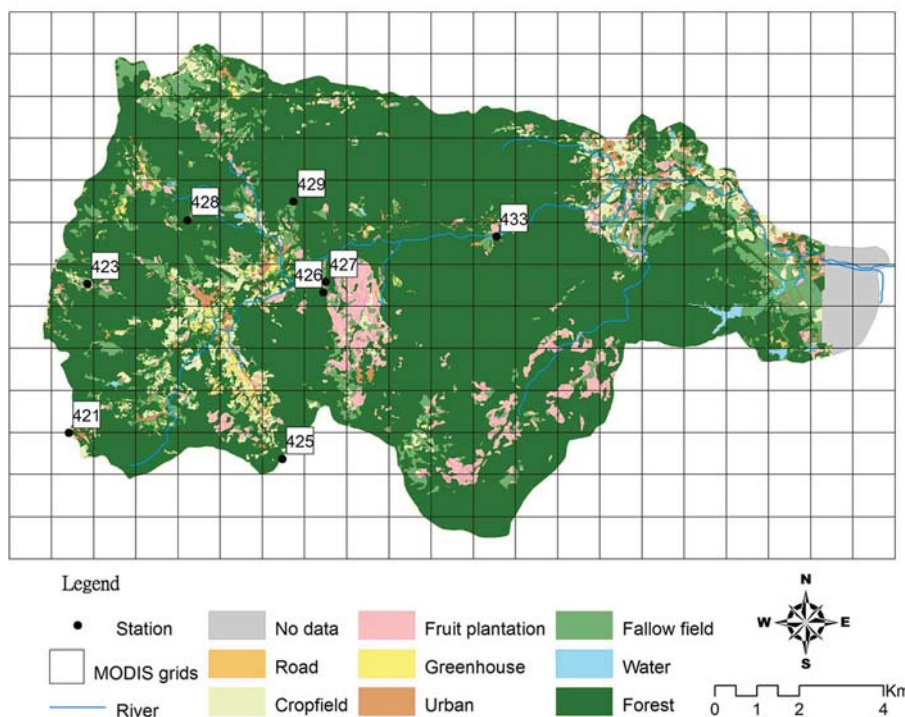 429
428
433
423
427
426
421
425
Legend
N
W E
S
Station
No data
Fruit plantation
Fallow field
MODIS grids
Road
Greenhouse
Water
River
Cropfield
Urban
Forest
Km
0 1 2 4